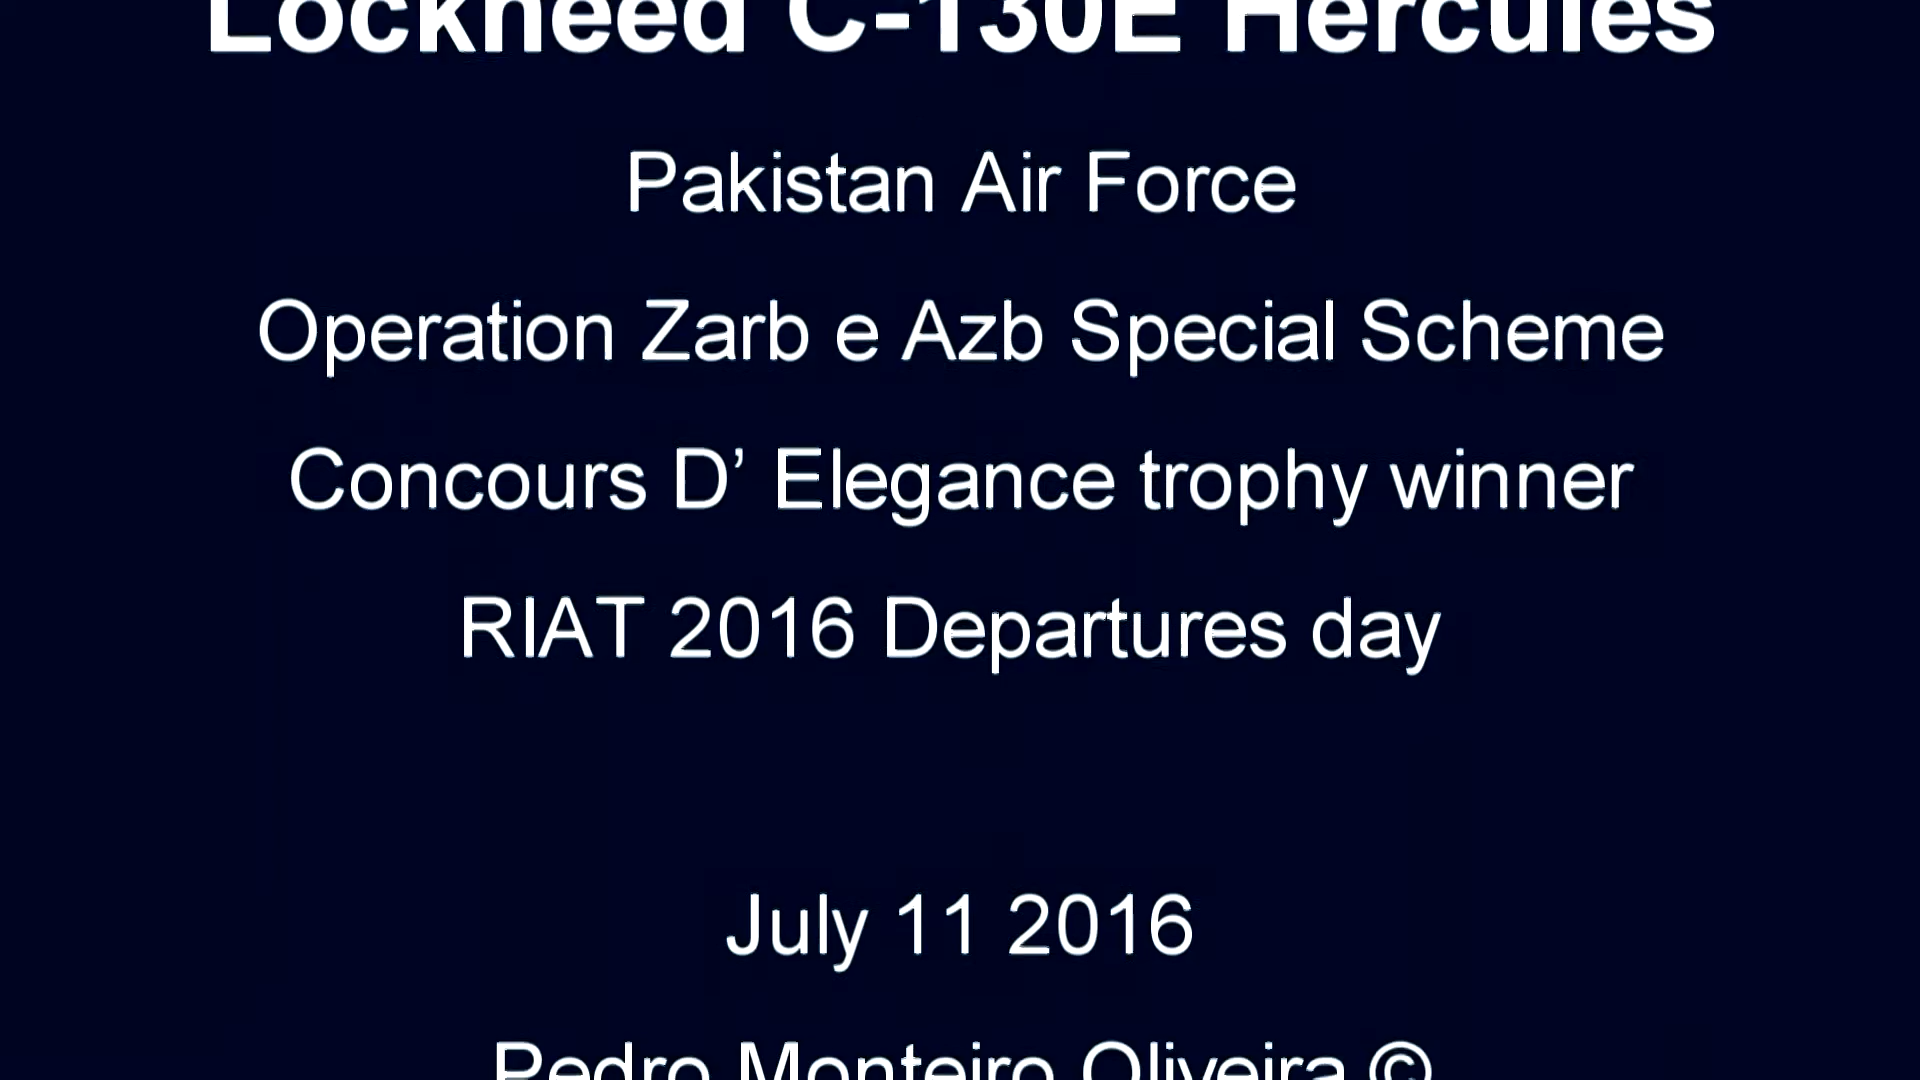 Lockheed C-130E Hercules
Pakistan Air Force
Operation Zarb e Azb Special Scheme
Concours D’ Elegance trophy winner
RIAT 2016 Departures day
July 11 2016
Pedro Monteiro Oliveira ©